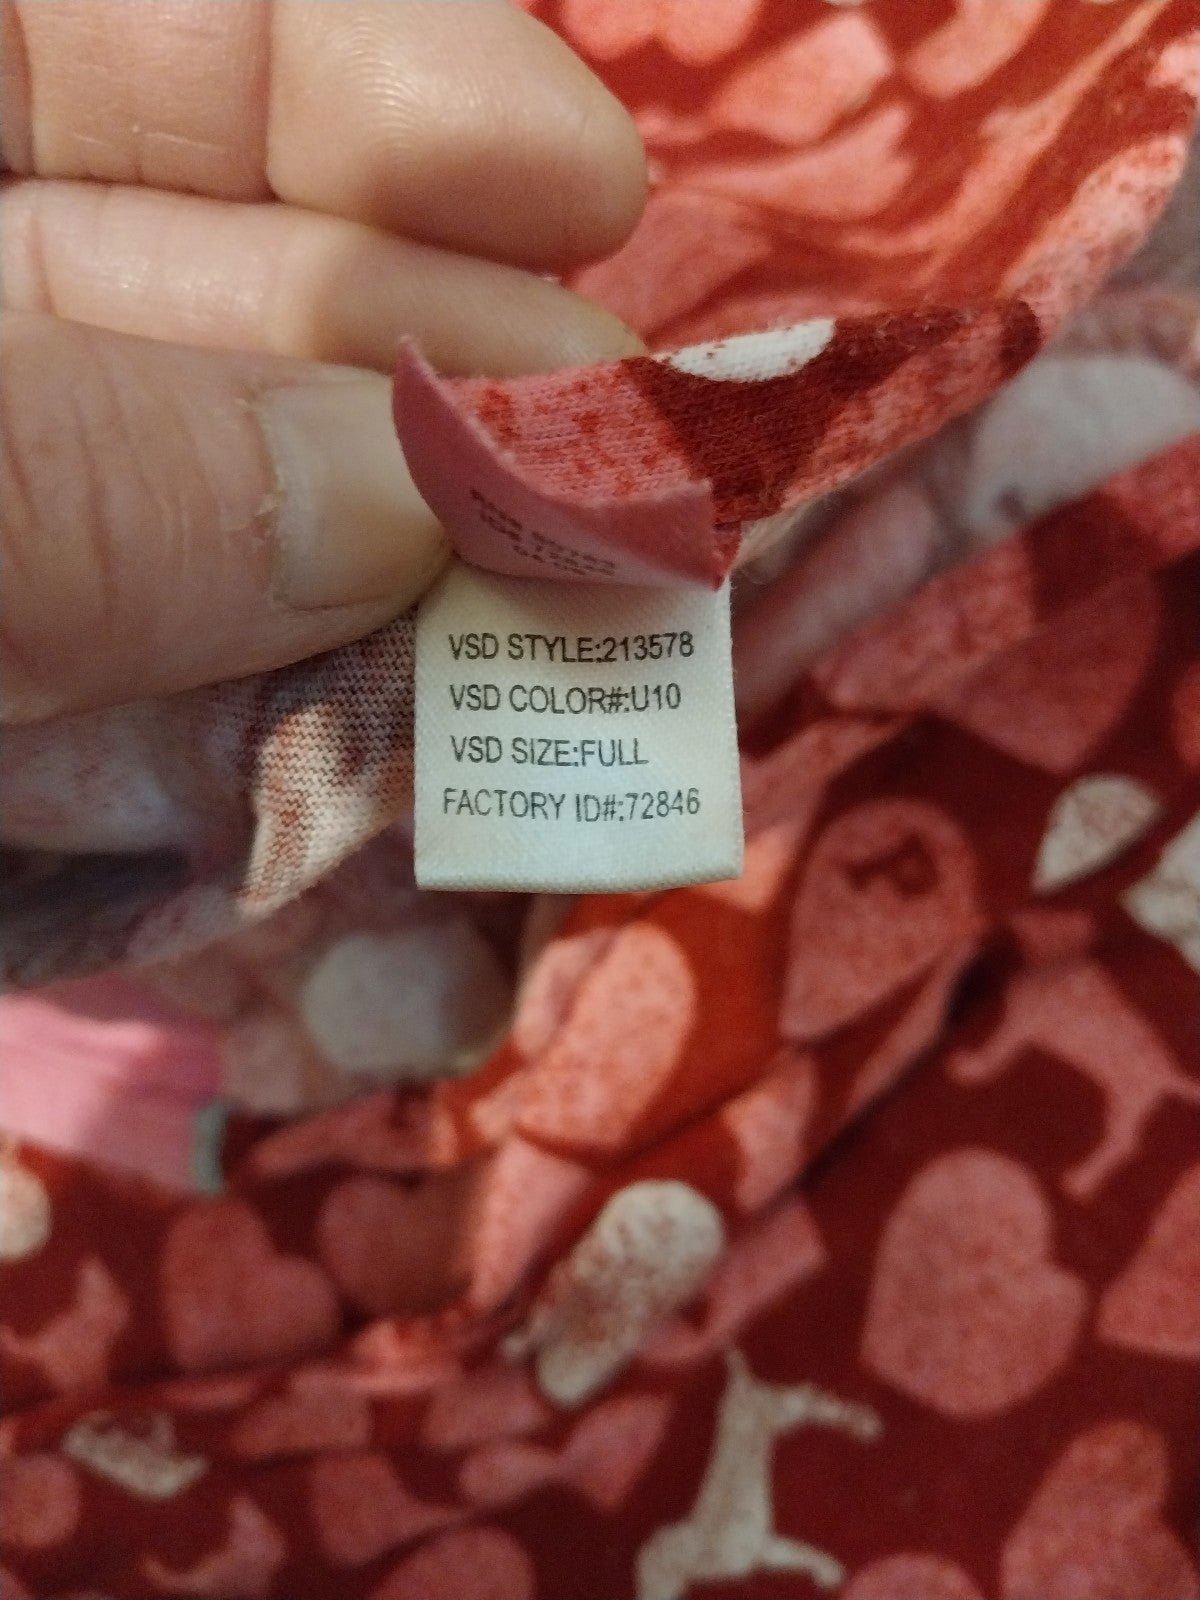 VSD STYLE:213578
VSD COLOR#:U10
VSD SIZE:FULL
FACTORY ID#:72846